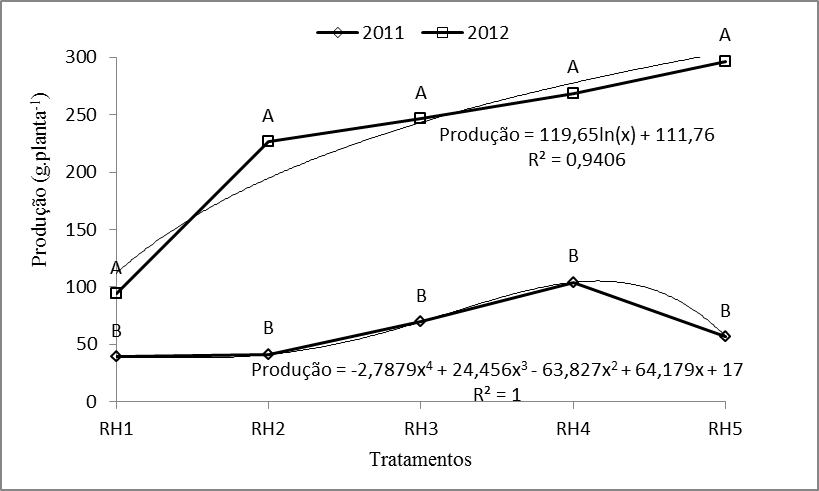 2011 2012
300
250
200
150
100
50
0
Produção (g.planta⁻¹)
A
A
A
A
A
Produção = 119,65ln(x) + 111,76
R² = 0,9406
B
B
B
B
B
Produção = -2,7879x⁴ + 24,456x³ - 63,827x² + 64,179x + 17
R² = 1
RH1 RH2 RH3 RH4 RH5
Tratamentos